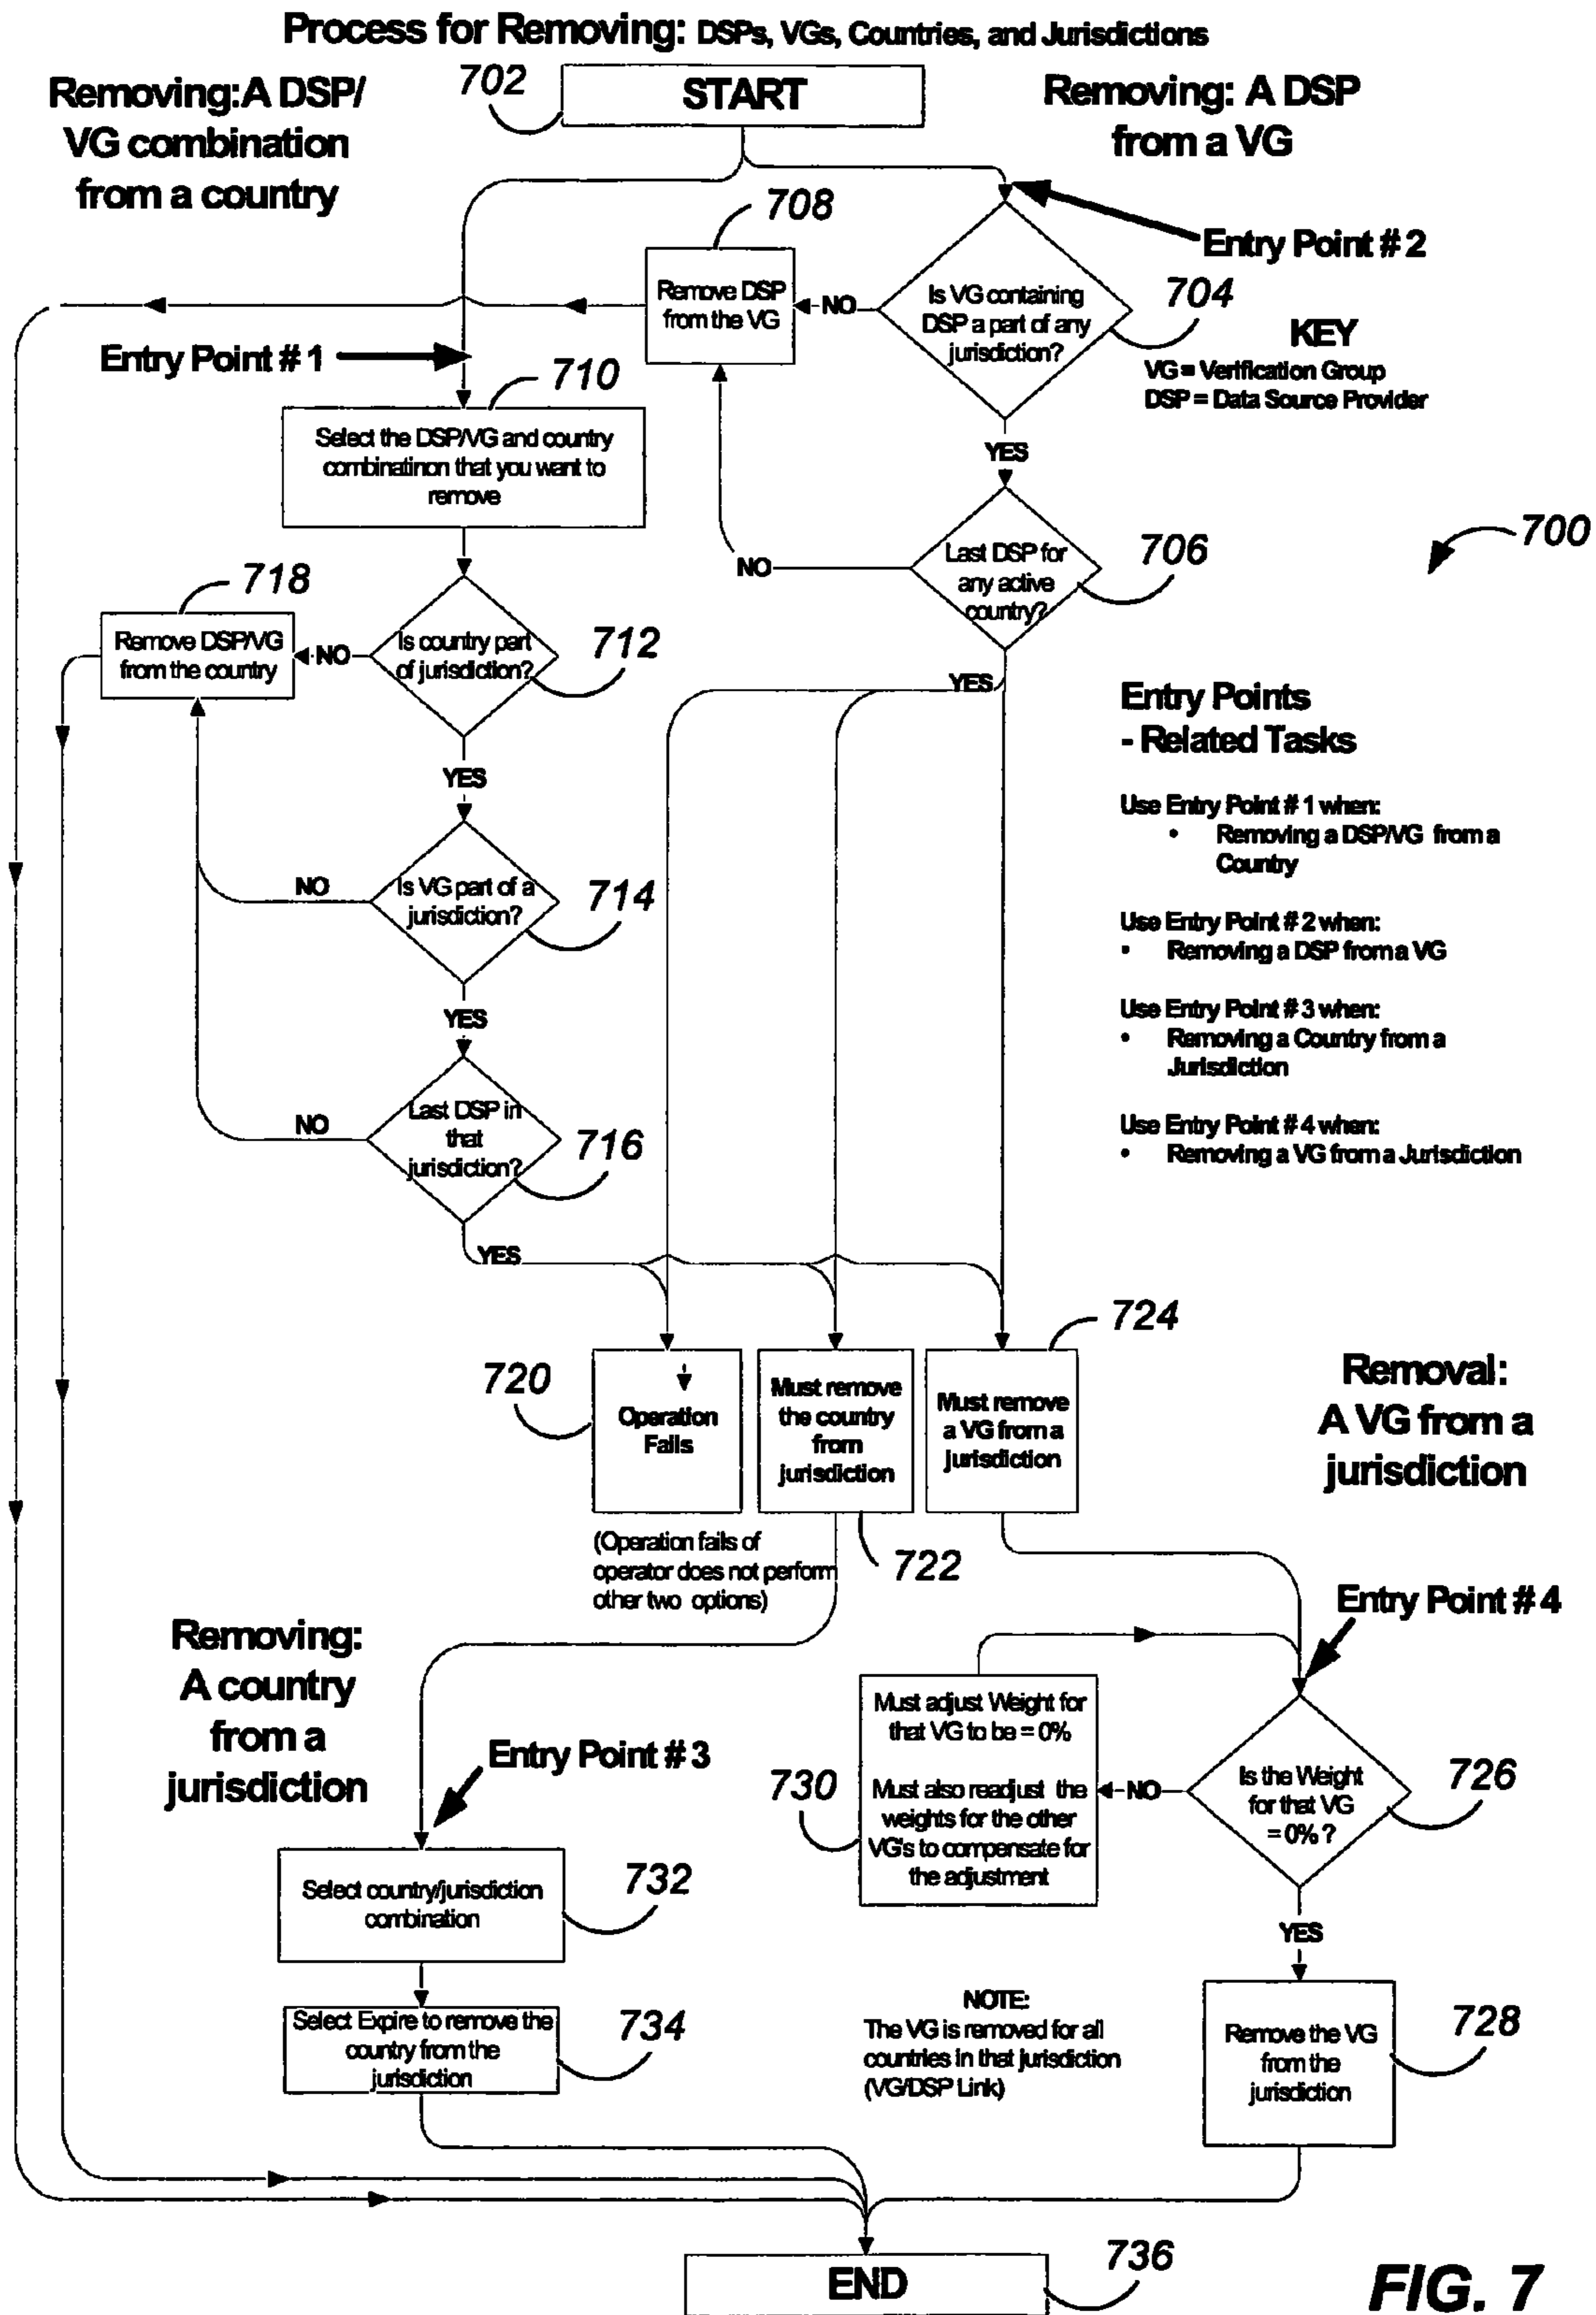 Process for Removing: DSPs, VGs, Countries, and Jurisdictions
Removing: A DSP/
VG combination
from a country
702
START
Removing: A DSP
from a VG
708
Entry Point # 2
Remove DSP
from the VG
NO
Is VG containing
DSP a part of any
jurisdiction?
704
KEY
VG = Verification Group
DSP = Data Source Provider
Entry Point # 1
710
Select the DSP/VG and country
combinatinon that you want to
remove
YES
700
Last DSP for
any active
country?
706
NO
718
Remove DSP/VG
from the country
NO
Is country part
of jurisdiction?
712
YES
Entry Points
- Related Tasks
YES
Use Entry Point # 1 when:
• Removing a DSP/VG from a
Country
NO
Is VG part of a
jurisdiction?
714
Use Entry Point # 2 when:
• Removing a DSP from a VG
YES
Use Entry Point # 3 when:
• Removing a Country from a
Jurisdiction
NO
Last DSP in
that
jurisdiction?
716
Use Entry Point # 4 when:
• Removing a VG from a Jurisdiction
YES
724
720
Operation
Fails
Must remove
the country
from
jurisdiction
Must remove
a VG from a
jurisdiction
Removal:
A VG from a
jurisdiction
(Operation fails of
operator does not perform
other two options)
722
Entry Point # 4
Removing:
A country
from a
jurisdiction
Entry Point # 3
Must adjust Weight for
that VG to be = 0%
Must also readjust the
weights for the other
VG's to compensate for
the adjustment
730
NO
Is the Weight
for that VG
= 0% ?
726
Select country/jurisdiction
combination
732
YES
Select Expire to remove the
country from the
jurisdiction
734
NOTE:
The VG is removed for all
countries in that jurisdiction
(VG/DSP Link)
Remove the VG
from the
jurisdiction
728
END
736
FIG. 7